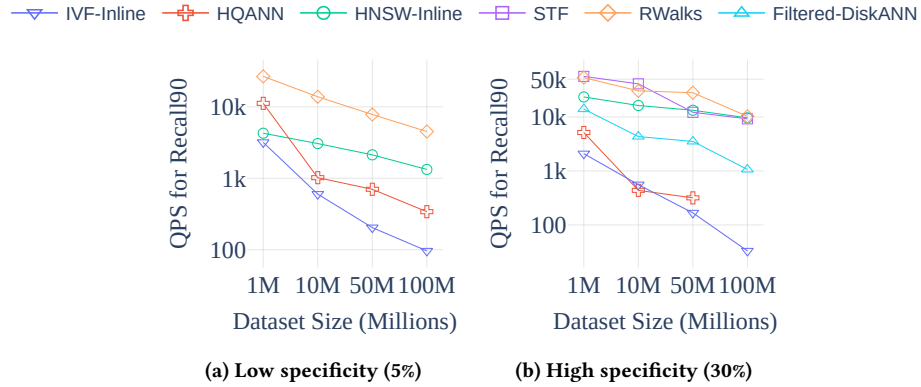 IVF-Inline HQANN HNSW-Inline STF RWalks Filtered-DiskANN
QPS for Recall90
10k
1k
100
1M 10M 50M 100M
Dataset Size (Millions)
(a) Low specificity (5%)
QPS for Recall90
50k
10k
1k
100
1M 10M 50M 100M
Dataset Size (Millions)
(b) High specificity (30%)